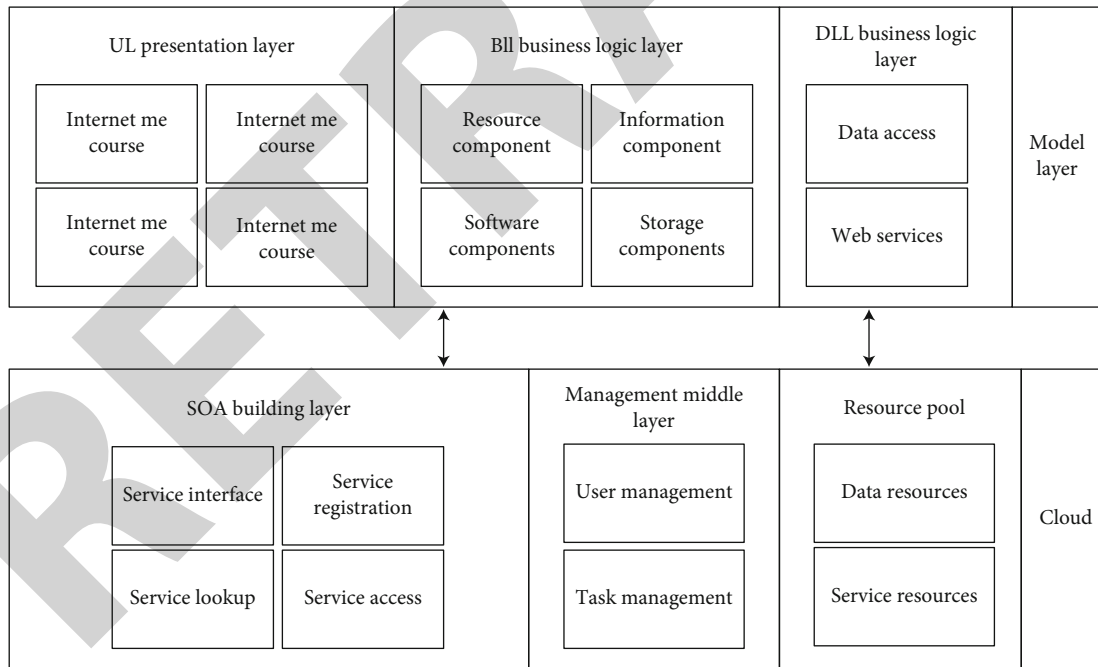 UL presentation layer
Internet me
course
Internet me
course
Internet me
course
Internet me
course
Bll business logic layer
Resource
component
Information
component
Software
components
Storage
components
DLL business logic
layer
Data access
Web services
Model
layer
SOA building layer
Service interface
Service
registration
Service lookup
Service access
Management middle
layer
User management
Task management
Resource pool
Data resources
Service resources
Cloud
RETRA